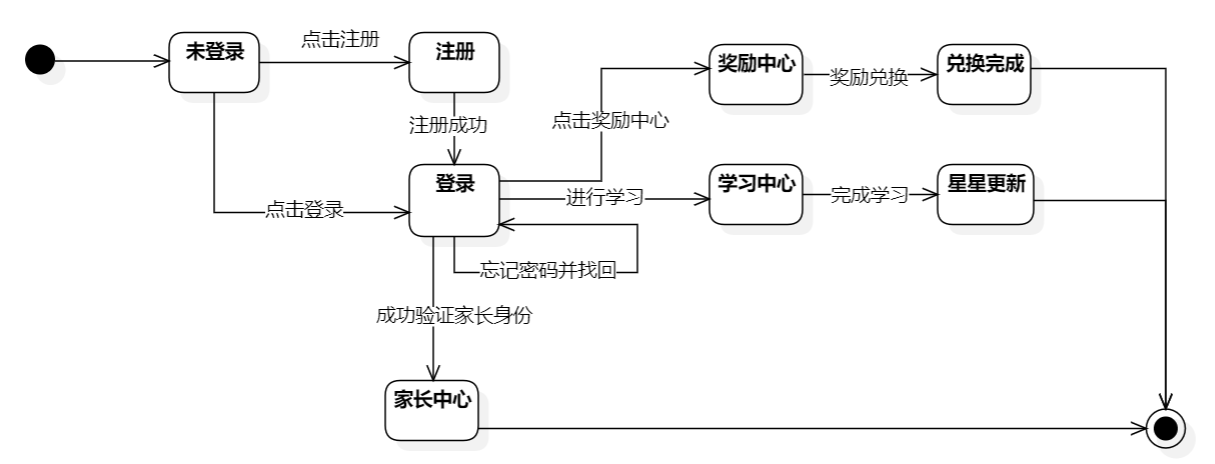 未登录
点击注册
注册
奖励中心
奖励兑换
兑换完成
注册成功
点击奖励中心
登录
点击登录
进行学习
学习中心
完成学习
星星更新
忘记密码并找回
成功验证家长身份
家长中心